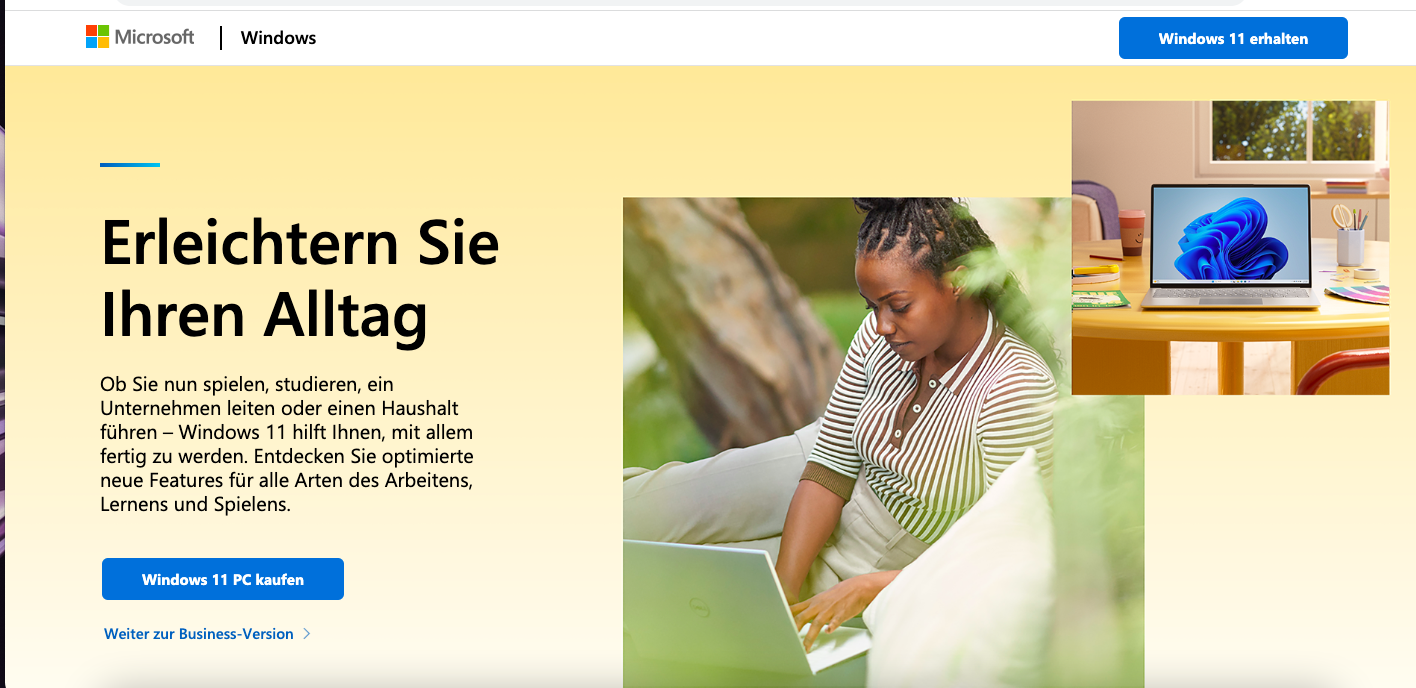 Microsoft
Windows
Windows 11 erhalten
Erleichtern Sie
Ihren Alltag
Ob Sie nun spielen, studieren, ein
Unternehmen leiten oder einen Haushalt
führen – Windows 11 hilft Ihnen, mit allem
fertig zu werden. Entdecken Sie optimierte
neue Features für alle Arten des Arbeitens,
Lernens und Spielens.
Windows 11 PC kaufen
Weiter zur Business-Version